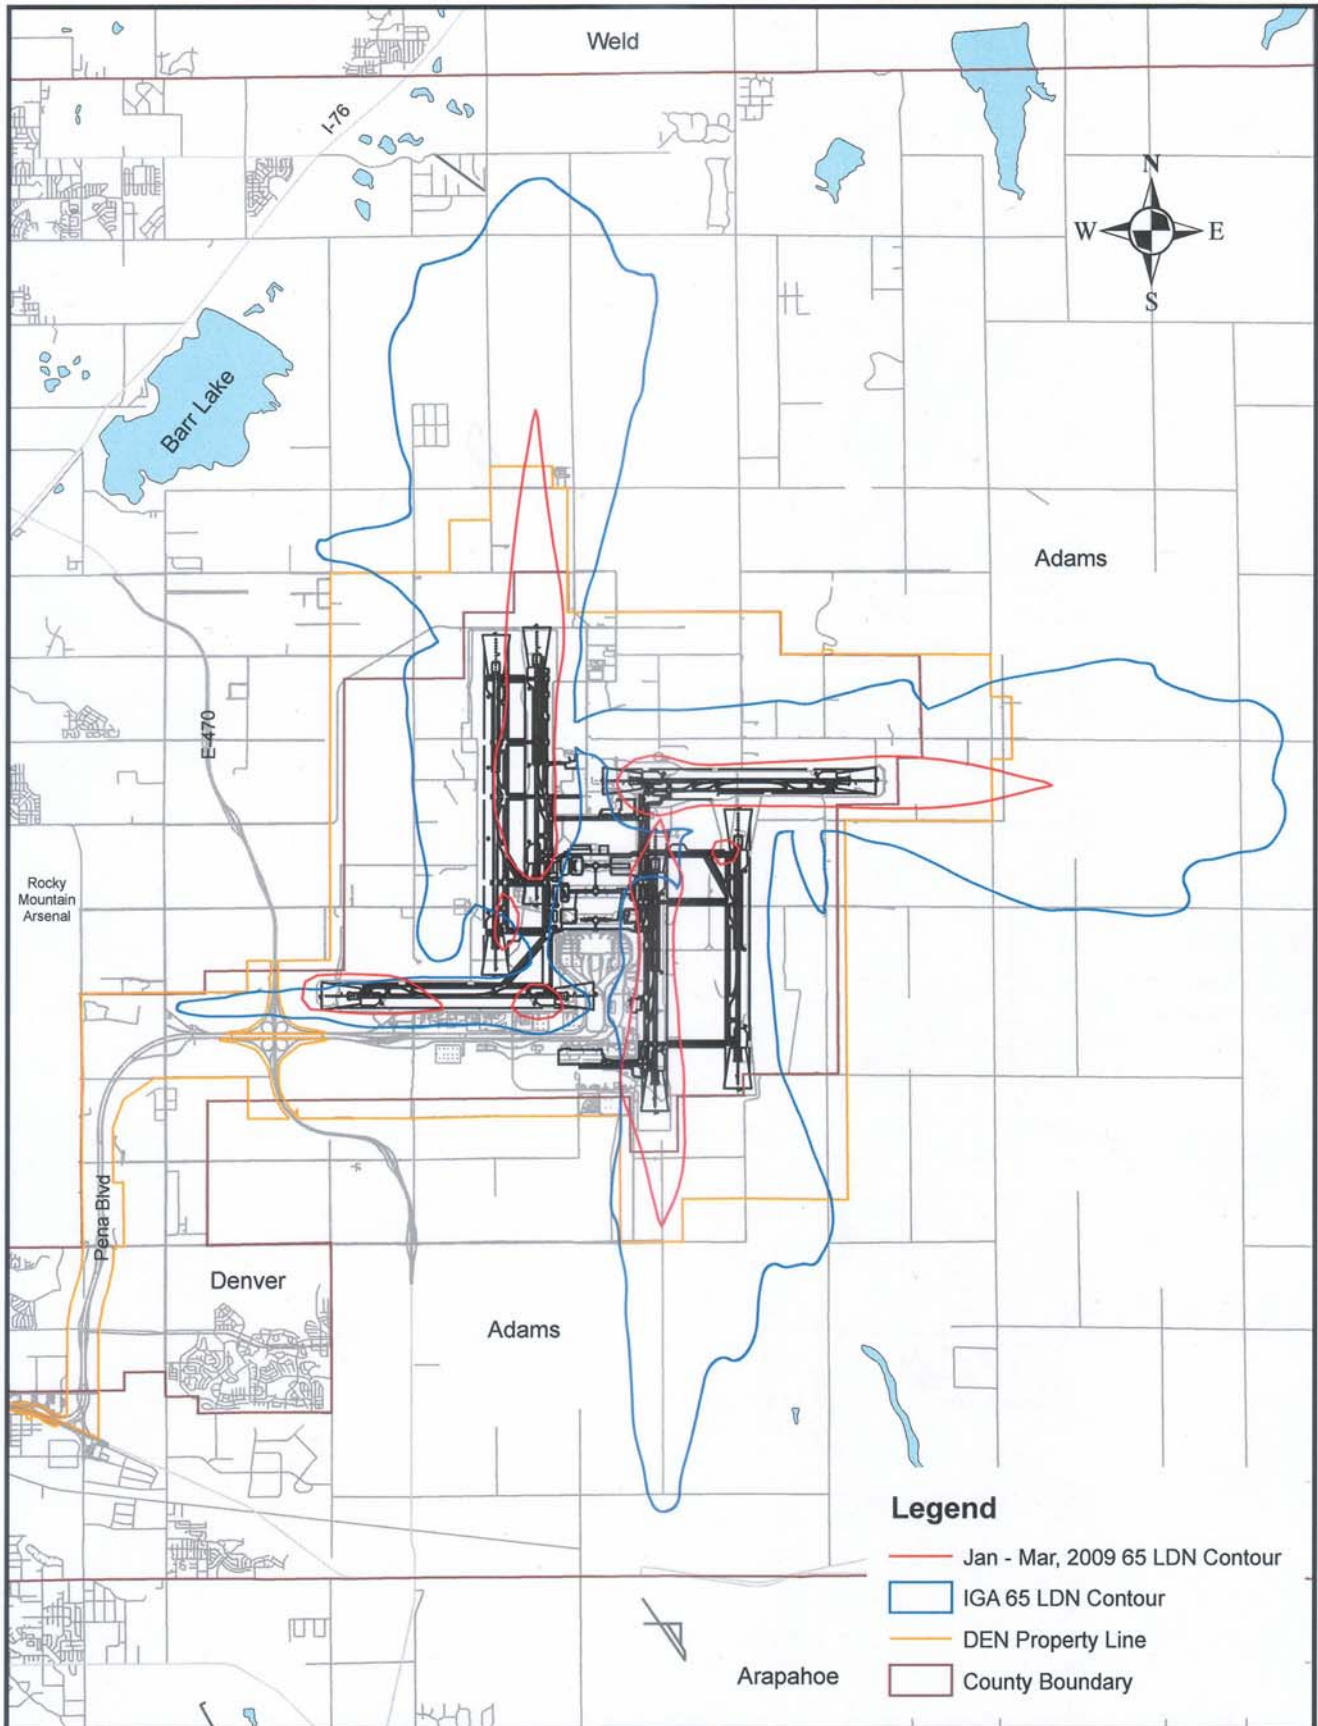 Weld
I-76
N
W
E
S
Barr Lake
Adams
E-470
Rocky
Mountain
Arsenal
Pena Blvd
Denver
Adams
Legend
Jan - Mar, 2009 65 LDN Contour
IGA 65 LDN Contour
DEN Property Line
County Boundary
Arapahoe